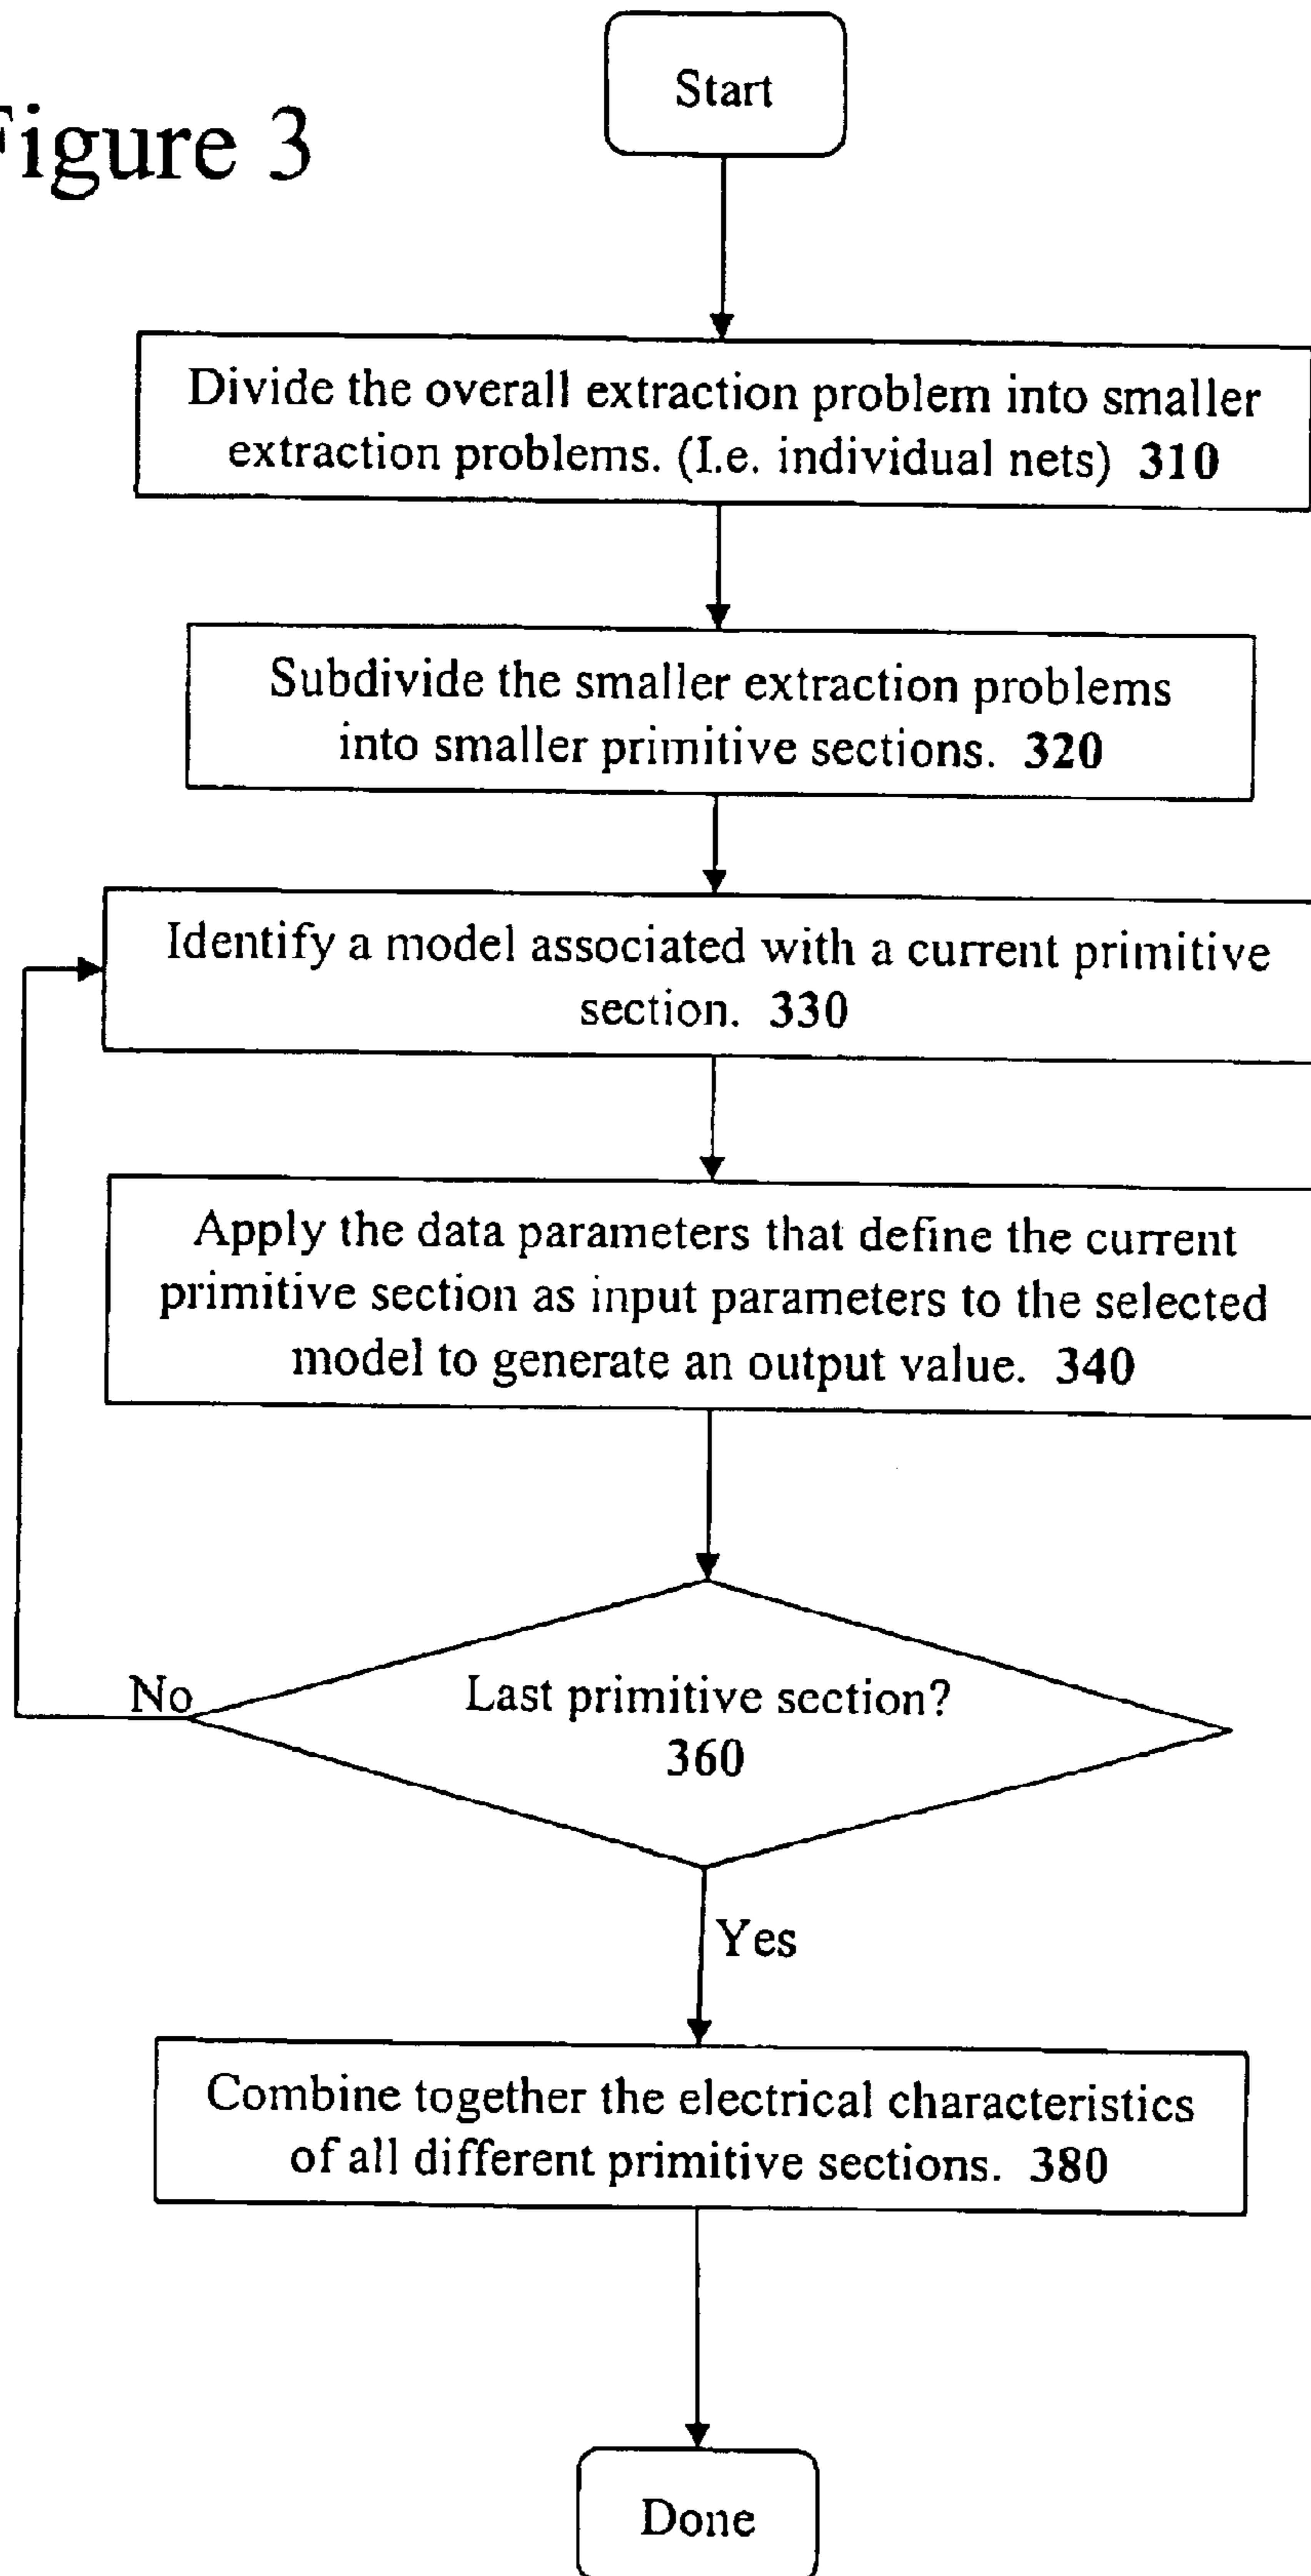 Figure 3
Start
Divide the overall extraction problem into smaller
extraction problems. (I.e. individual nets) 310
Subdivide the smaller extraction problems
into smaller primitive sections. 320
Identify a model associated with a current primitive
section. 330
Apply the data parameters that define the current
primitive section as input parameters to the selected
model to generate an output value. 340
Last primitive section?
360
No
Yes
Combine together the electrical characteristics
of all different primitive sections. 380
Done